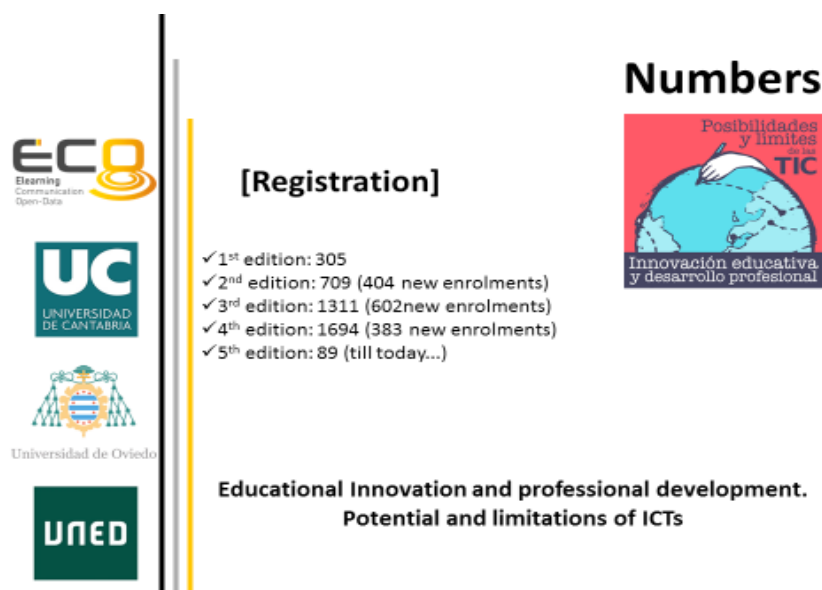 Numbers
Posibilidades
y límites
de las
TIC
Innovación educativa
y desarrollo profesional
ECO
Elearning
Communication
Open-Data
[Registration]
UC
UNIVERSIDAD
DE CANTABRIA
✓1st edition: 305
✓2nd edition: 709 (404 new enrolments)
✓3rd edition: 1311 (602new enrolments)
✓4th edition: 1694 (383 new enrolments)
✓5th edition: 89 (till today...)
Universidad de Oviedo
Educational Innovation and professional development.
Potential and limitations of ICTs
UNED